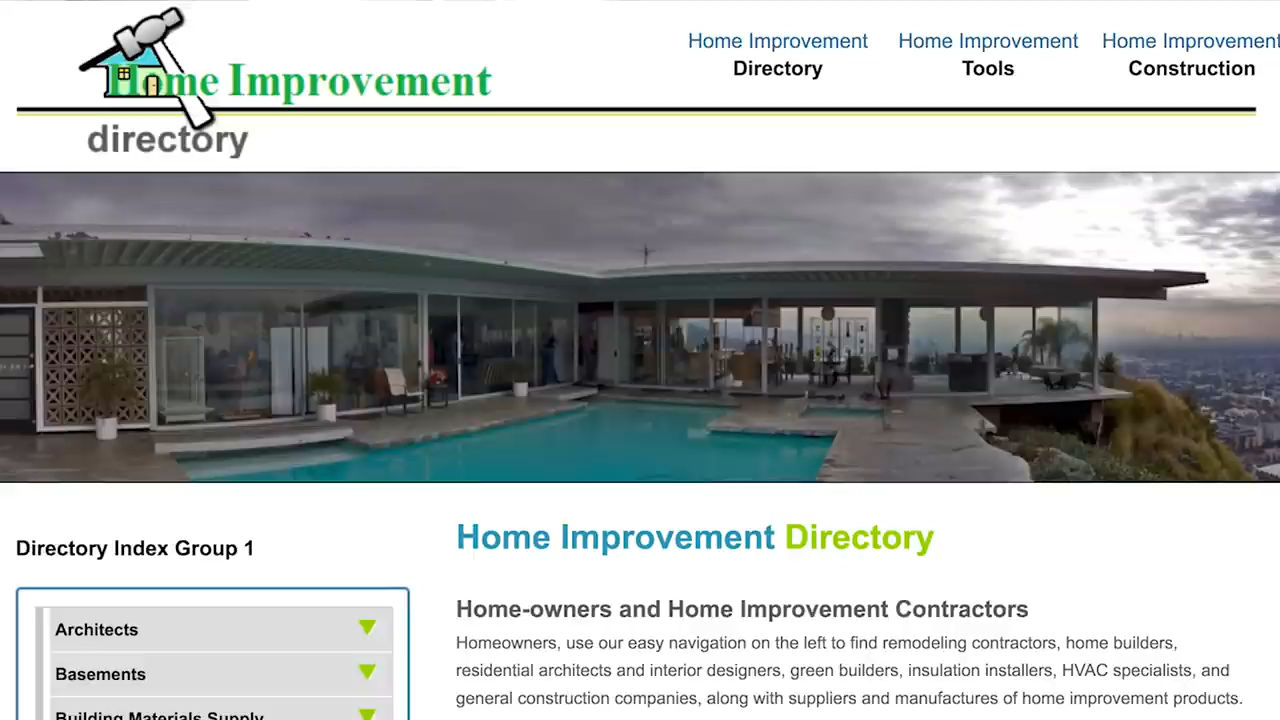 Home Improvement
directory
Home Improvement
Directory
Home Improvement
Tools
Home Improvement
Construction
Directory Index Group 1
Architects
Basements
Building Materials Supply
Home Improvement Directory
Home-owners and Home Improvement Contractors
Homeowners, use our easy navigation on the left to find remodeling contractors, home builders,
residential architects and interior designers, green builders, insulation installers, HVAC specialists, and
general construction companies, along with suppliers and manufactures of home improvement products.